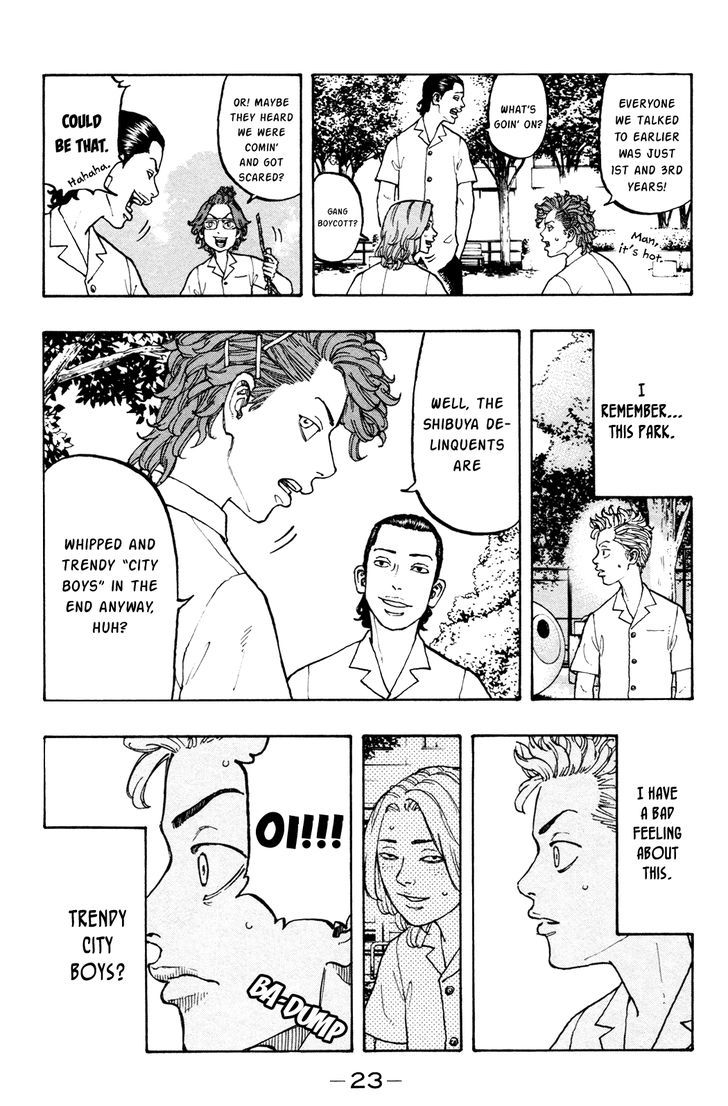 EVERYONE
WE TALKED
TO EARLIER
WAS JUST
1ST AND 3RD
YEARS!
Man,
it's hot.
WHAT'S
GOIN' ON?
GANG
BOYCOTT?
OR! MAYBE
THEY HEARD
WE WERE
COMIN'
AND GOT
SCARED?
COULD
BE THAT.
Hahaha.
I
REMEMBER...
THIS PARK.
WELL, THE
SHIBUYA DE-
LINQUENTS
ARE
WHIPPED AND
TRENDY "CITY
BOYS" IN THE
END ANYWAY,
HUH?
I HAVE
A BAD
FEELING
ABOUT
THIS.
OI!!!
BA-DUMP
TRENDY
CITY
BOYS?
-23-